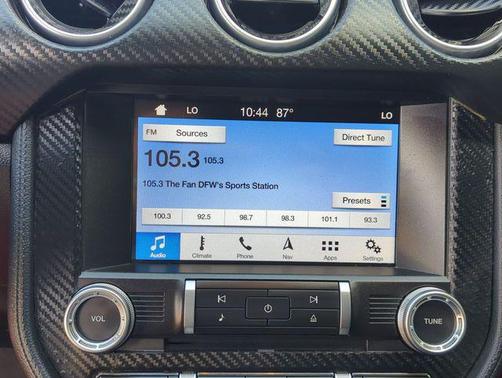 LO 10:44 87° LO
FM Sources Direct Tune
105.3 105.3
105.3 The Fan DFW's Sports Station
Presets
100.3 92.5 98.7 98.3 101.1 93.3
Audio Climate Phone Nav Apps Settings
VOL TUNE